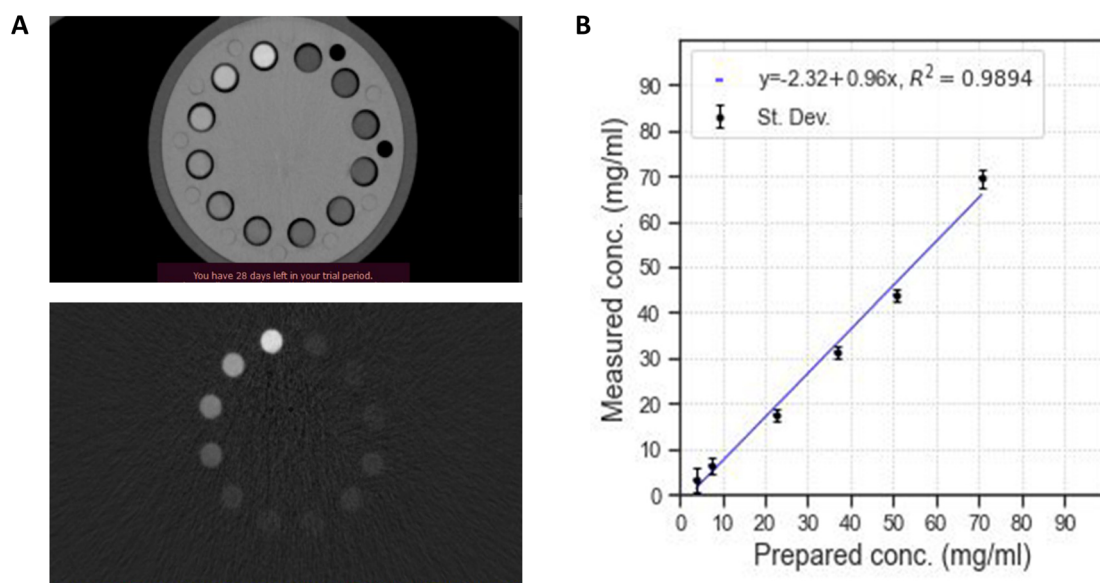 A
You have 28 days left in your trial period.
B
y=-2.32+0.96x, R² = 0.9894
St. Dev.
Measured conc. (mg/ml)
90
80
70
60
50
40
30
20
10
0
0 10 20 30 40 50 60 70 80 90
Prepared conc. (mg/ml)